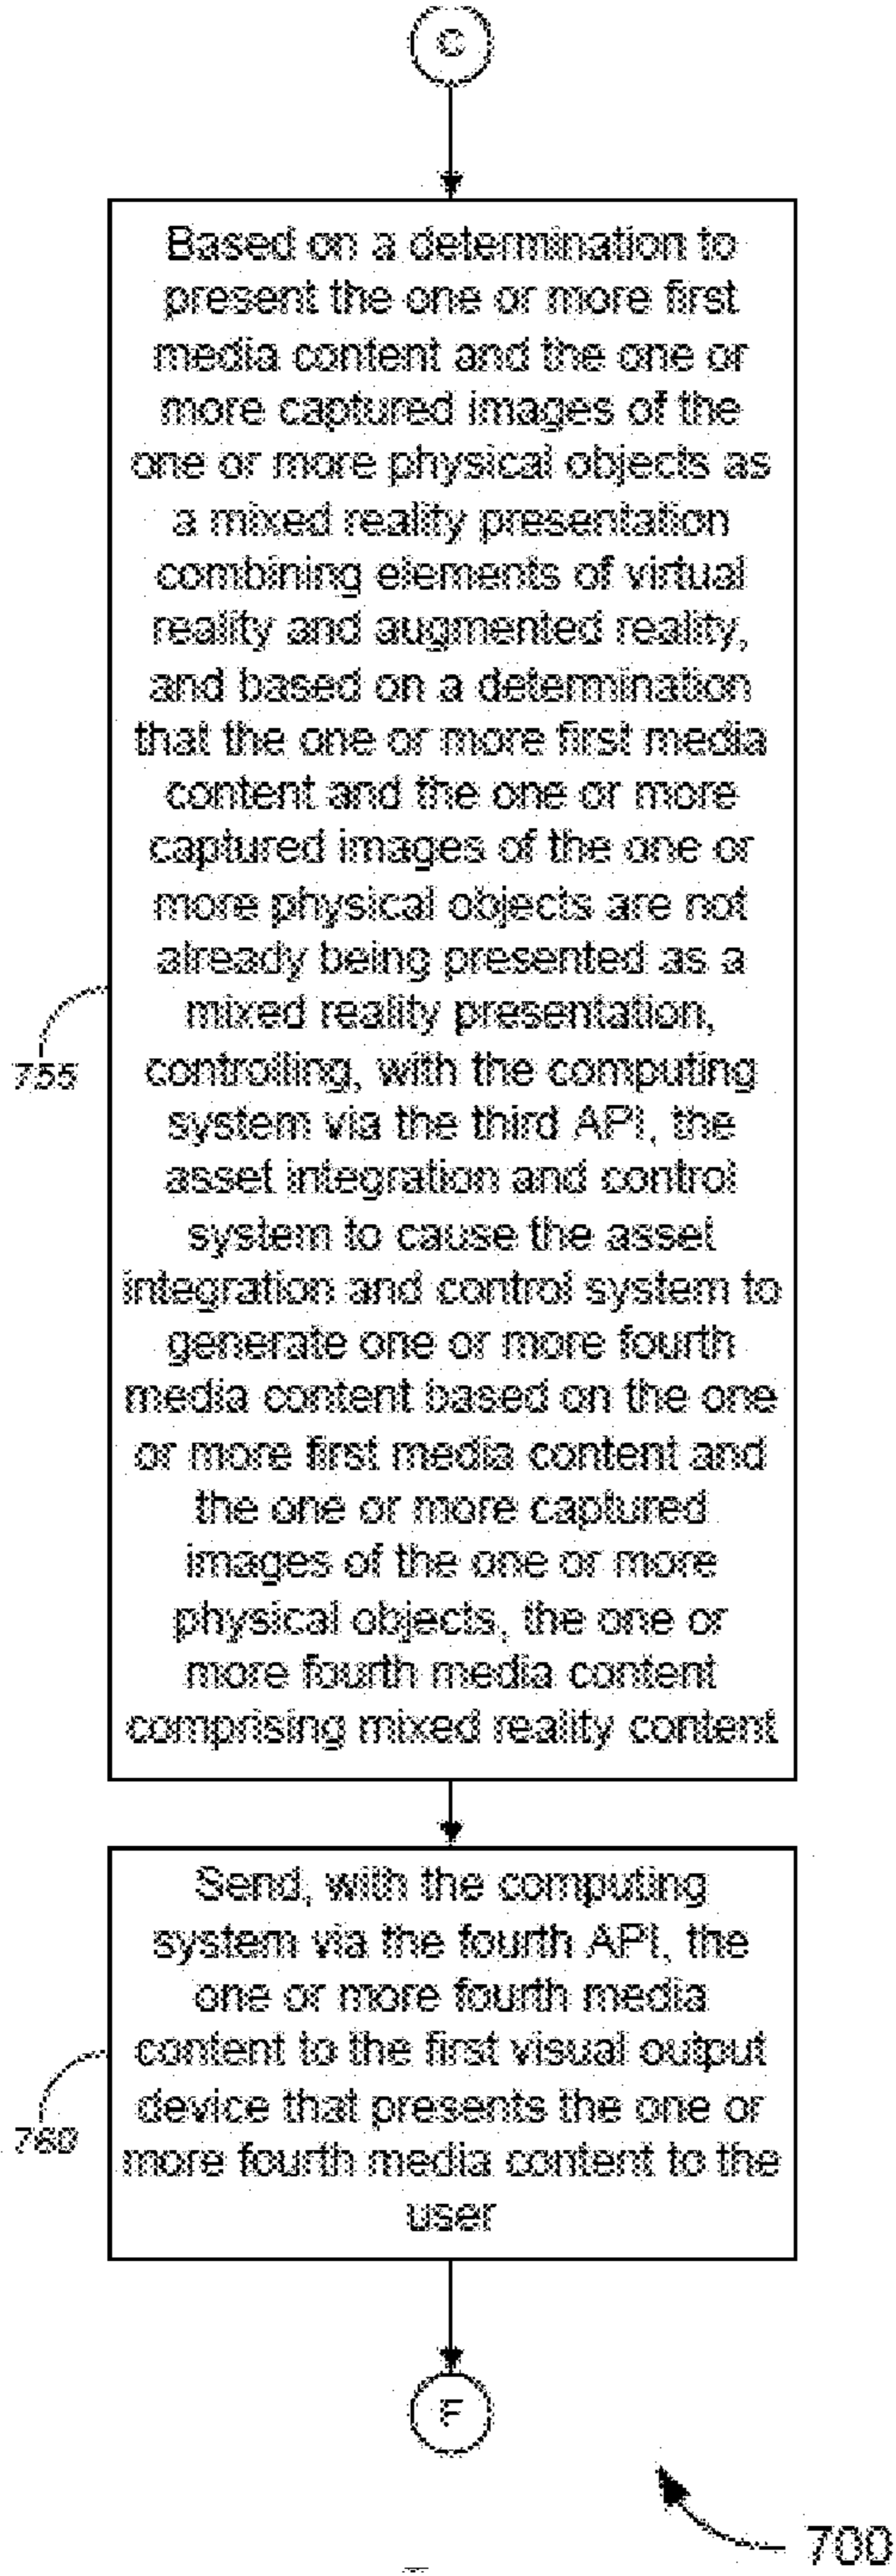 C
Based on a determination to
present the one or more first
media content and the one or
more captured images of the
one or more physical objects as
a mixed reality presentation
combining elements of virtual
reality and augmented reality,
and based on a determination
that the one or more first media
content and the one or more
captured images of the one or
more physical objects are not
already being presented as a
mixed reality presentation,
controlling, with the computing
system via the third API, the
asset integration and control
system to cause the asset
integration and control system to
generate one or more fourth
media content based on the one
or more first media content and
the one or more captured
images of the one or more
physical objects, the one or
more fourth media content
comprising mixed reality content
755
Send, with the computing
system via the fourth API, the
one or more fourth media
content to the first visual output
device that presents the one or
more fourth media content to the
user
760
F
700